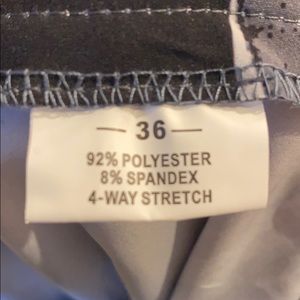 — 36 —
92% POLYESTER
8% SPANDEX
4-WAY STRETCH